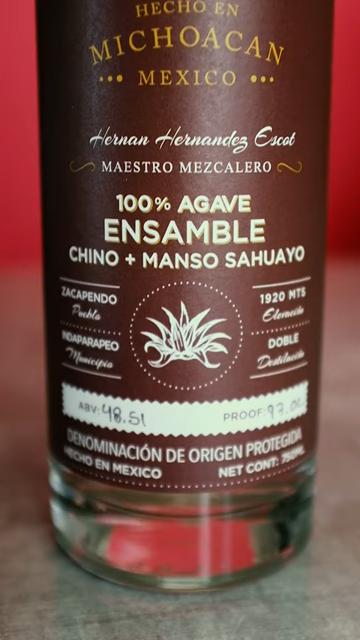 HECHO EN
MICHOACAN
MEXICO
Hernan Hernandez Escot
MAESTRO MEZCALERO
100% AGAVE
ENSAMBLE
CHINO + MANSO SAHUAYO
ZACAPENDO
Pueblo
INDAPARAPEO
Municipio
1920 MTS
Elevación
DOBLE
Destilación
ABV: 48.51
PROOF: 97.02
DENOMINACIÓN DE ORIGEN PROTEGIDA
HECHO EN MEXICO
NET CONT: 750ML